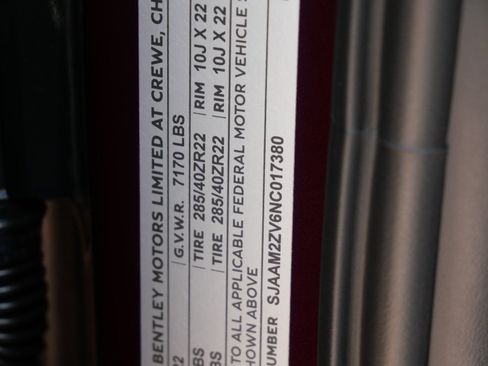 BENTLEY MOTORS LIMITED AT CREWE, CH
G.V.W.R. 7170 LBS
TIRE 285/40ZR22 RIM 10J X 22
TIRE 285/40ZR22 RIM 10J X 22
TO ALL APPLICABLE FEDERAL MOTOR VEHICLE
HOWN ABOVE
UMBER SJAAM2ZV6NC017380